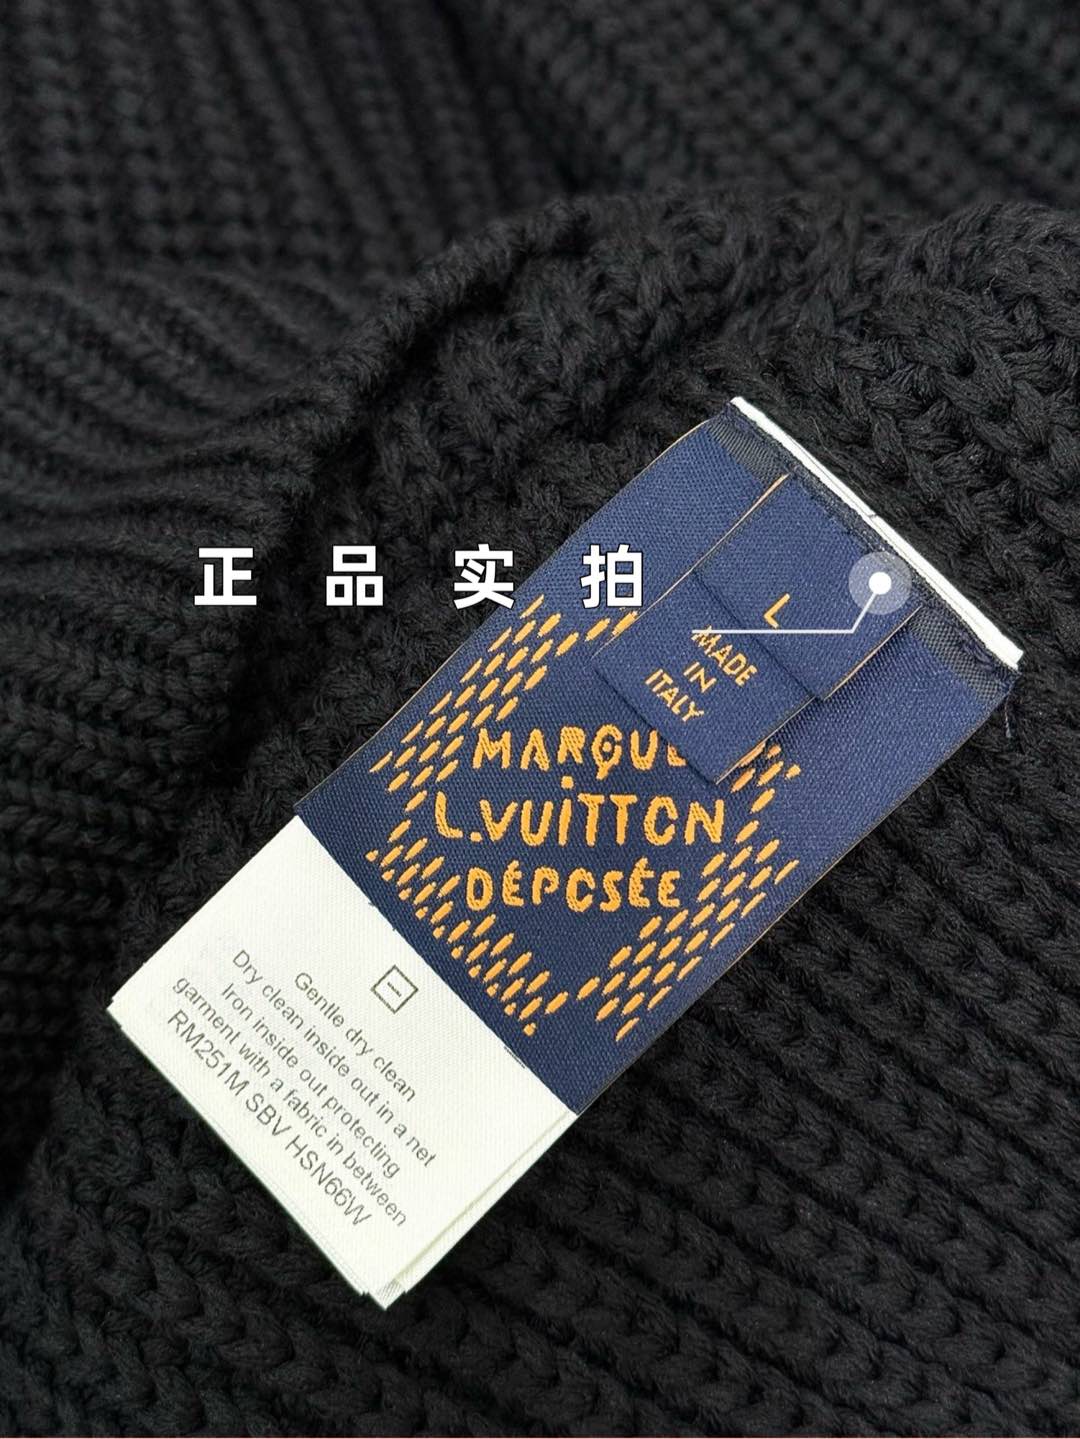 正品实拍
L
MADE
IN
ITALY
MARQUE
L.VUiTTON
DÉPOSÉE
Gentle dry clean
Dry clean inside out in a net
Iron inside out protecting
garment with a fabric in between
RM251M SBV HSN66W